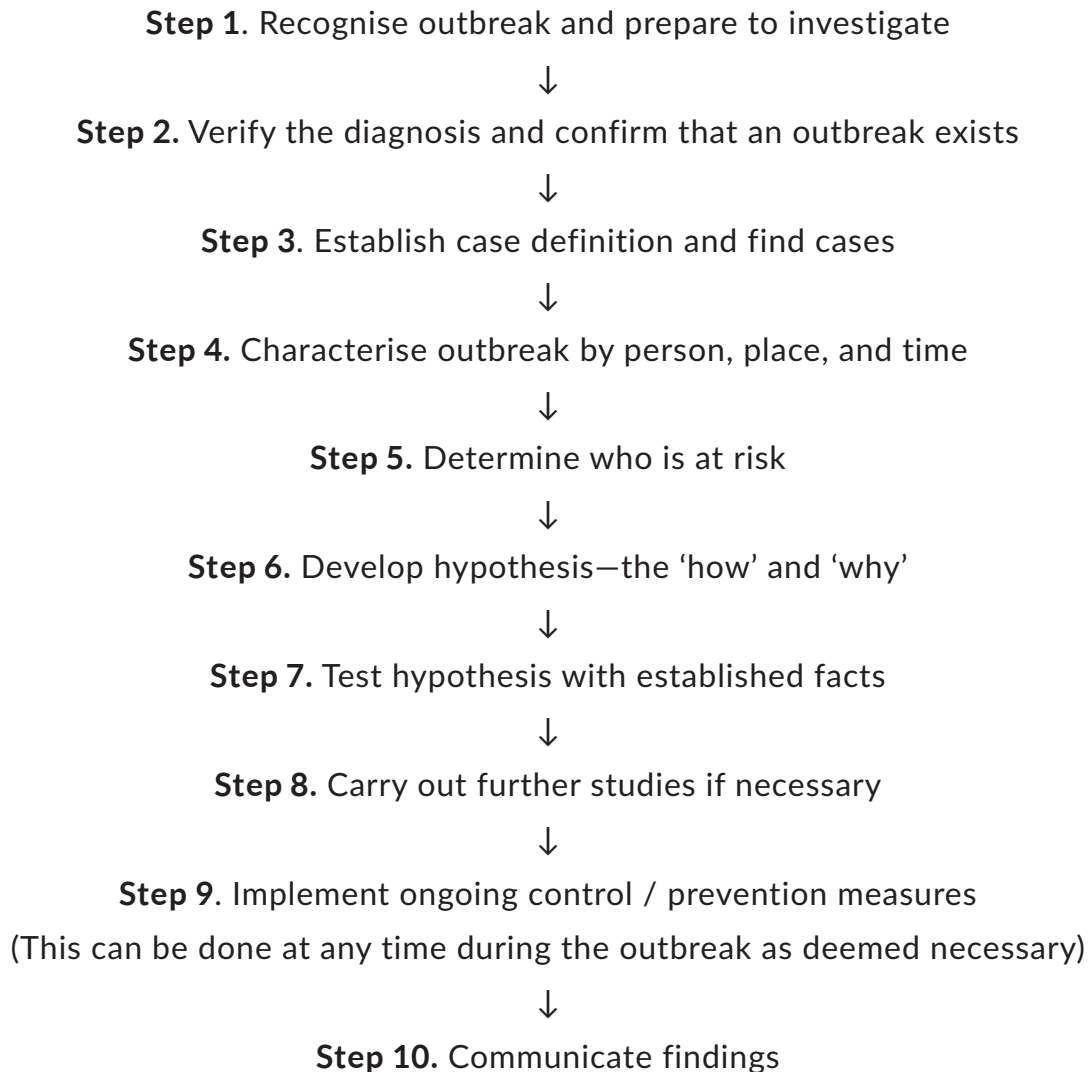 Step 1. Recognise outbreak and prepare to investigate
↓
Step 2. Verify the diagnosis and confirm that an outbreak exists
↓
Step 3. Establish case definition and find cases
↓
Step 4. Characterise outbreak by person, place, and time
↓
Step 5. Determine who is at risk
↓
Step 6. Develop hypothesis—the ‘how’ and ‘why’
↓
Step 7. Test hypothesis with established facts
↓
Step 8. Carry out further studies if necessary
↓
Step 9. Implement ongoing control / prevention measures
(This can be done at any time during the outbreak as deemed necessary)
↓
Step 10. Communicate findings